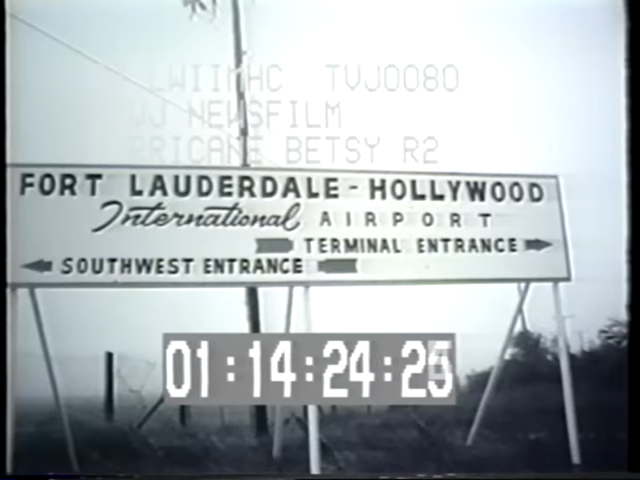 LWIIMHC TVJ0080
VJ NEWSFILM
RRICANE BETSY R2
FORT LAUDERDALE-HOLLYWOOD
International AIRPORT
TERMINAL ENTRANCE
SOUTHWEST ENTRANCE
01:14:24:25